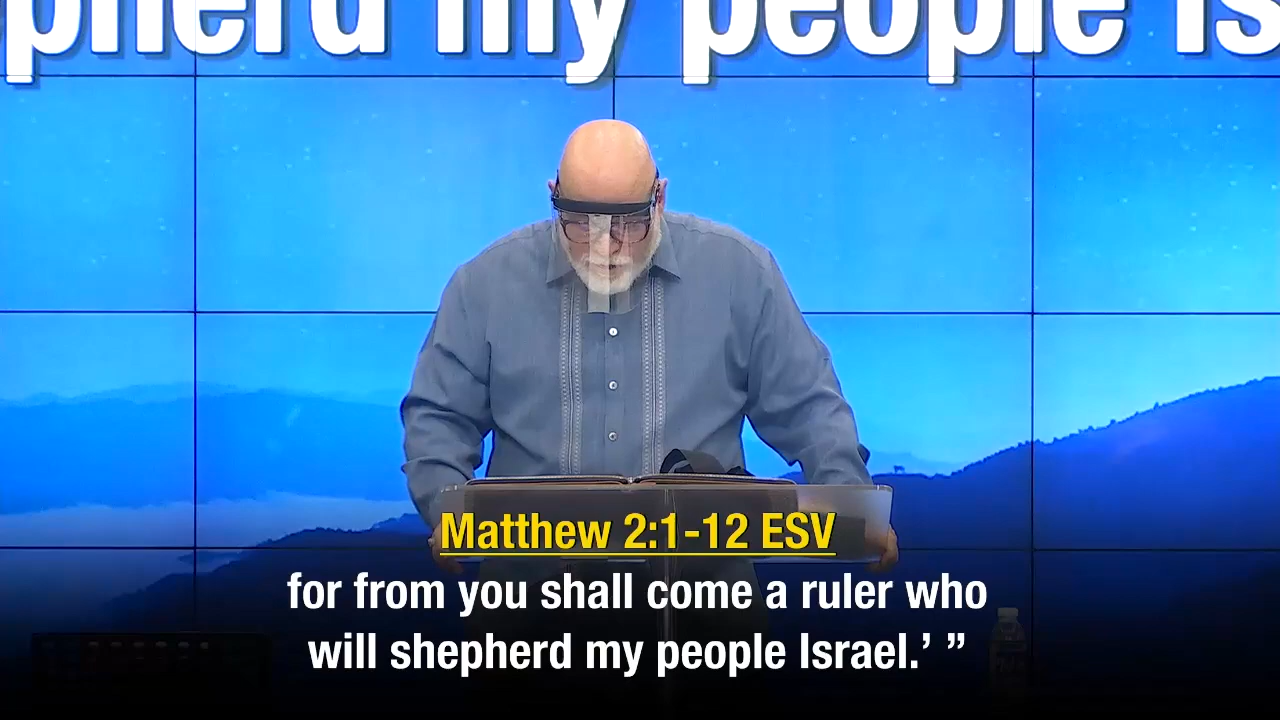 pherd my people Is
Matthew 2:1-12 ESV
for from you shall come a ruler who
will shepherd my people Israel.’ ”